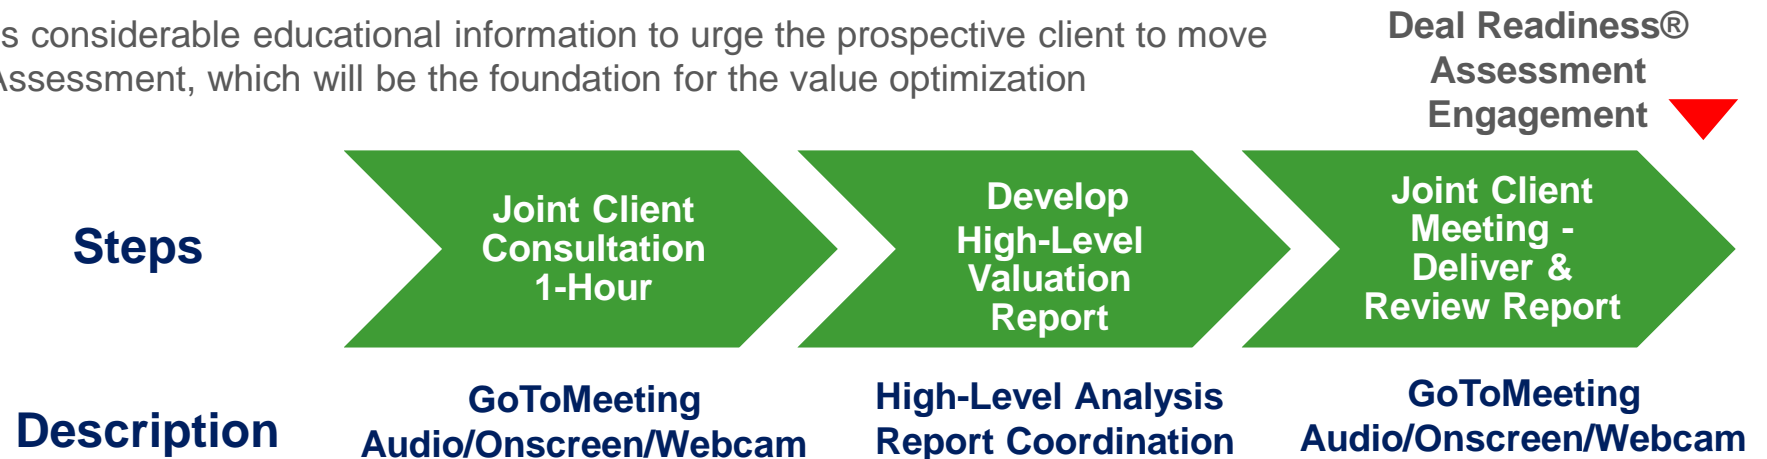 s considerable educational information to urge the prospective client to move
Assessment, which will be the foundation for the value optimization
Deal Readiness®
Assessment
Engagement
Steps
Joint Client
Consultation
1-Hour
Develop
High-Level
Valuation
Report
Joint Client
Meeting -
Deliver &
Review Report
Description
GoToMeeting
Audio/Onscreen/Webcam
High-Level Analysis
Report Coordination
GoToMeeting
Audio/Onscreen/Webcam